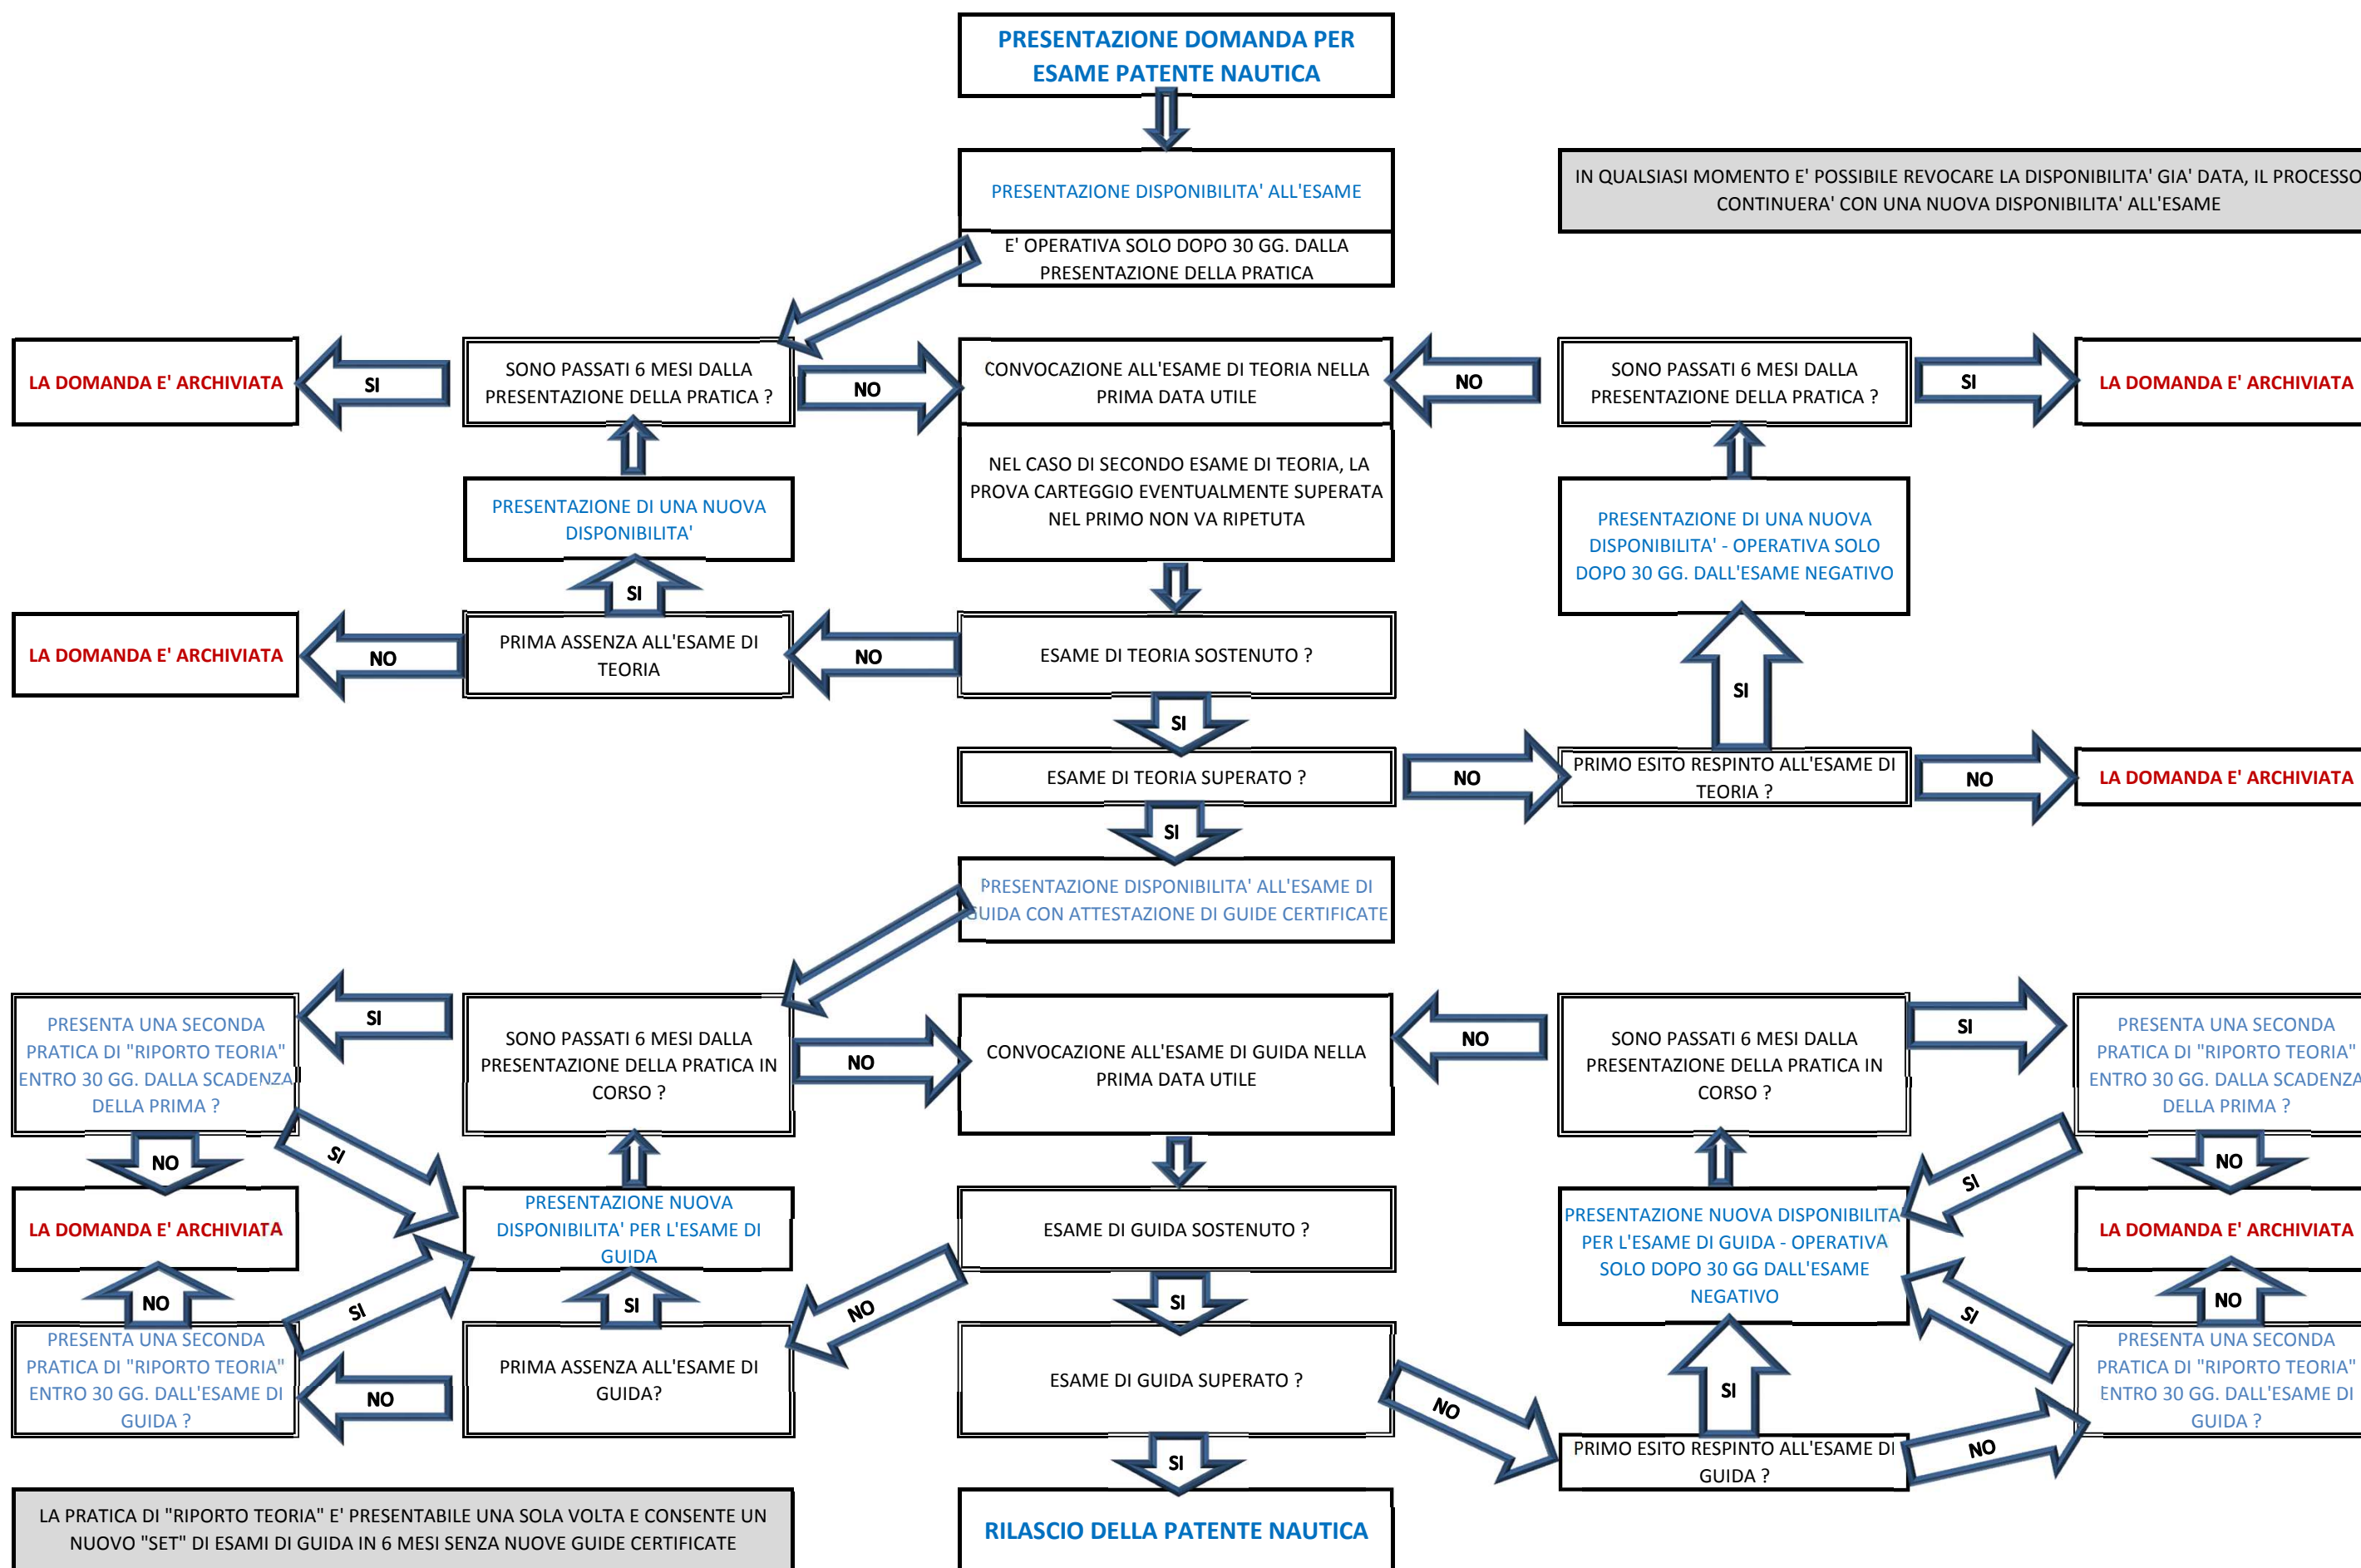 PRESENTAZIONE DOMANDA PER
ESAME PATENTE NAUTICA
PRESENTAZIONE DISPONIBILITA' ALL'ESAME
E' OPERATIVA SOLO DOPO 30 GG. DALLA
PRESENTAZIONE DELLA PRATICA
IN QUALSIASI MOMENTO E' POSSIBILE REVOCARE LA DISPONIBILITA' GIA' DATA, IL PROCESSO
CONTINUERA' CON UNA NUOVA DISPONIBILITA' ALL'ESAME
LA DOMANDA E' ARCHIVIATA
SI
SONO PASSATI 6 MESI DALLA
PRESENTAZIONE DELLA PRATICA ?
NO
CONVOCAZIONE ALL'ESAME DI TEORIA NELLA
PRIMA DATA UTILE
NO
SONO PASSATI 6 MESI DALLA
PRESENTAZIONE DELLA PRATICA ?
SI
LA DOMANDA E' ARCHIVIATA
NEL CASO DI SECONDO ESAME DI TEORIA, LA
PROVA CARTEGGIO EVENTUALMENTE SUPERATA
NEL PRIMO NON VA RIPETUTA
PRESENTAZIONE DI UNA NUOVA
DISPONIBILITA'
PRESENTAZIONE DI UNA NUOVA
DISPONIBILITA' - OPERATIVA SOLO
DOPO 30 GG. DALL'ESAME NEGATIVO
SI
LA DOMANDA E' ARCHIVIATA
NO
PRIMA ASSENZA ALL'ESAME DI
TEORIA
NO
ESAME DI TEORIA SOSTENUTO ?
SI
SI
ESAME DI TEORIA SUPERATO ?
NO
PRIMO ESITO RESPINTO ALL'ESAME DI
TEORIA ?
NO
LA DOMANDA E' ARCHIVIATA
SI
PRESENTAZIONE DISPONIBILITA' ALL'ESAME DI
GUIDA CON ATTESTAZIONE DI GUIDE CERTIFICATE
PRESENTA UNA SECONDA
PRATICA DI "RIPORTO TEORIA"
ENTRO 30 GG. DALLA SCADENZA
DELLA PRIMA ?
SI
SONO PASSATI 6 MESI DALLA
PRESENTAZIONE DELLA PRATICA IN
CORSO ?
NO
CONVOCAZIONE ALL'ESAME DI GUIDA NELLA
PRIMA DATA UTILE
NO
SONO PASSATI 6 MESI DALLA
PRESENTAZIONE DELLA PRATICA IN
CORSO ?
SI
PRESENTA UNA SECONDA
PRATICA DI "RIPORTO TEORIA"
ENTRO 30 GG. DALLA SCADENZA
DELLA PRIMA ?
NO
SI
SI
NO
LA DOMANDA E' ARCHIVIATA
PRESENTAZIONE NUOVA
DISPONIBILITA' PER L'ESAME DI
GUIDA
ESAME DI GUIDA SOSTENUTO ?
PRESENTAZIONE NUOVA DISPONIBILITA'
PER L'ESAME DI GUIDA - OPERATIVA
SOLO DOPO 30 GG DALL'ESAME
NEGATIVO
LA DOMANDA E' ARCHIVIATA
NO
SI
SI
NO
SI
SI
NO
PRESENTA UNA SECONDA
PRATICA DI "RIPORTO TEORIA"
ENTRO 30 GG. DALL'ESAME DI
GUIDA ?
NO
PRIMA ASSENZA ALL'ESAME DI
GUIDA?
ESAME DI GUIDA SUPERATO ?
NO
SI
PRESENTA UNA SECONDA
PRATICA DI "RIPORTO TEORIA"
ENTRO 30 GG. DALL'ESAME DI
GUIDA ?
SI
PRIMO ESITO RESPINTO ALL'ESAME DI
GUIDA ?
NO
LA PRATICA DI "RIPORTO TEORIA" E' PRESENTABILE UNA SOLA VOLTA E CONSENTE UN
NUOVO "SET" DI ESAMI DI GUIDA IN 6 MESI SENZA NUOVE GUIDE CERTIFICATE
RILASCIO DELLA PATENTE NAUTICA